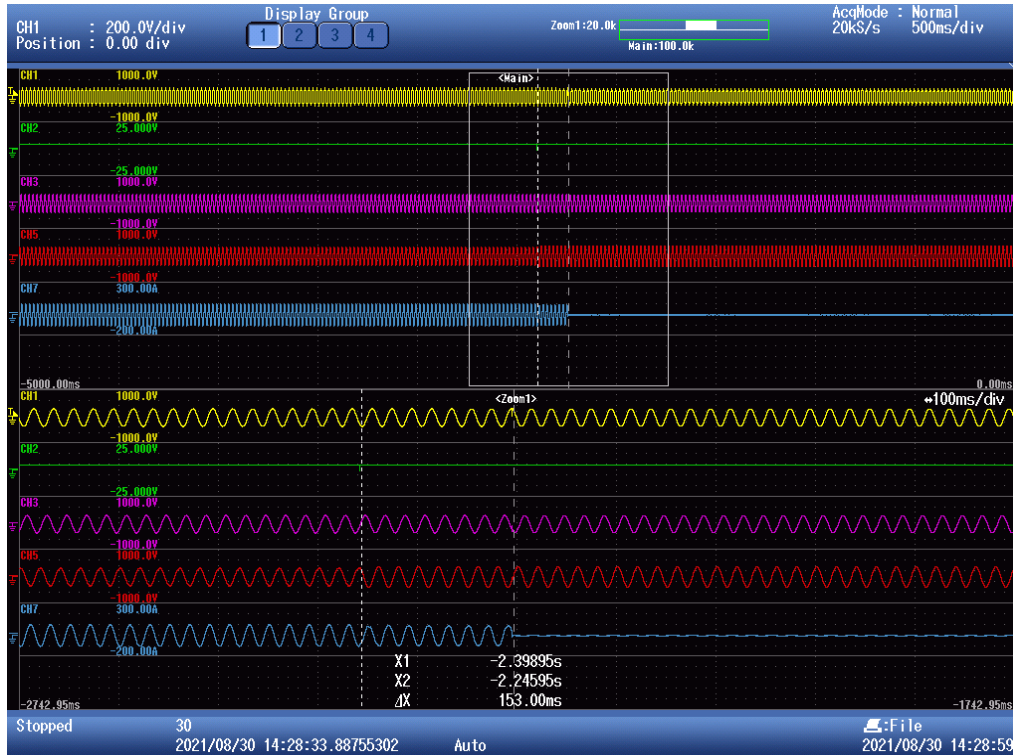 CH1 : 200.0V/div
Position : 0.00 div
Display Group
1 2 3 4
Zoom1:20.0k
Main:100.0k
AcqMode : Normal
20kS/s 500ms/div
CH1 1000.0V
<Main>
-1000.0V
CH2 25.000V
-25.000V
CH3 1000.0V
-1000.0V
CH5 1000.0V
-1000.0V
CH7 300.00A
-200.00A
-5000.00ms 0.00ms
CH1 1000.0V
<Zoom1>
↔100ms/div
-1000.0V
CH2 25.000V
-25.000V
CH3 1000.0V
-1000.0V
CH5 1000.0V
-1000.0V
CH7 300.00A
-200.00A
X1 -2.39895s
X2 -2.24595s
ΔX 153.00ms
-2742.95ms -1742.95ms
Stopped 30
:File
2021/08/30 14:28:33.88755302 Auto 2021/08/30 14:28:59